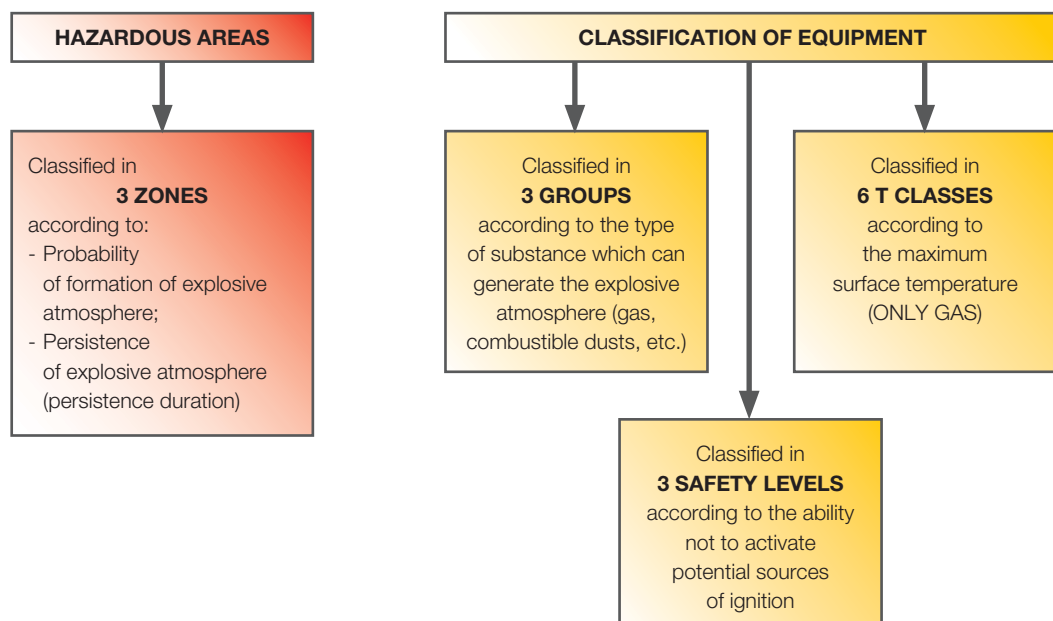 HAZARDOUS AREAS
Classified in
3 ZONES
according to:
- Probability
of formation of explosive
atmosphere;
- Persistence
of explosive atmosphere
(persistence duration)
CLASSIFICATION OF EQUIPMENT
Classified in
3 GROUPS
according to the type
of substance which can
generate the explosive
atmosphere (gas,
combustible dusts, etc.)
Classified in
6 T CLASSES
according to
the maximum
surface temperature
(ONLY GAS)
Classified in
3 SAFETY LEVELS
according to the ability
not to activate
potential sources
of ignition